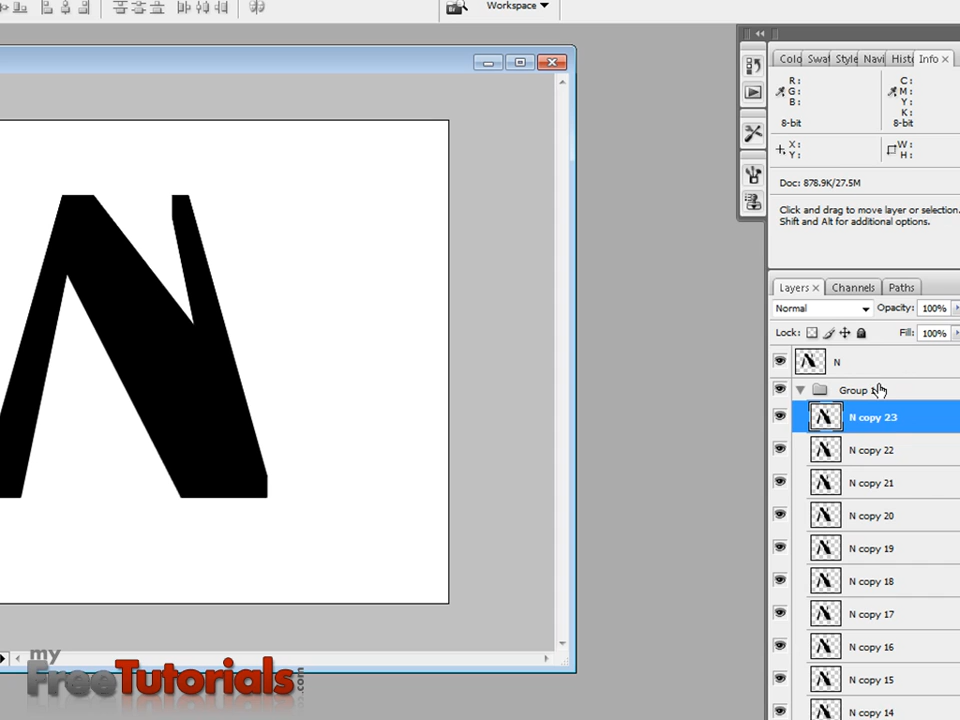 Workspace
Colo Swat Style Navi Histo Info ×
R: C:
G: M:
B: Y:
K:
8-bit 8-bit
X: W:
Y: H:
Doc: 878.9K/27.5M
Click and drag to move layer or selection.
Shift and Alt for additional options.
Layers × Channels Paths
Normal Opacity: 100%
Lock: Fill: 100%
N
Group 1
N copy 23
N copy 22
N copy 21
N copy 20
N copy 19
N copy 18
N copy 17
N copy 16
N copy 15
N copy 14
N
my
FreeTutorials.com